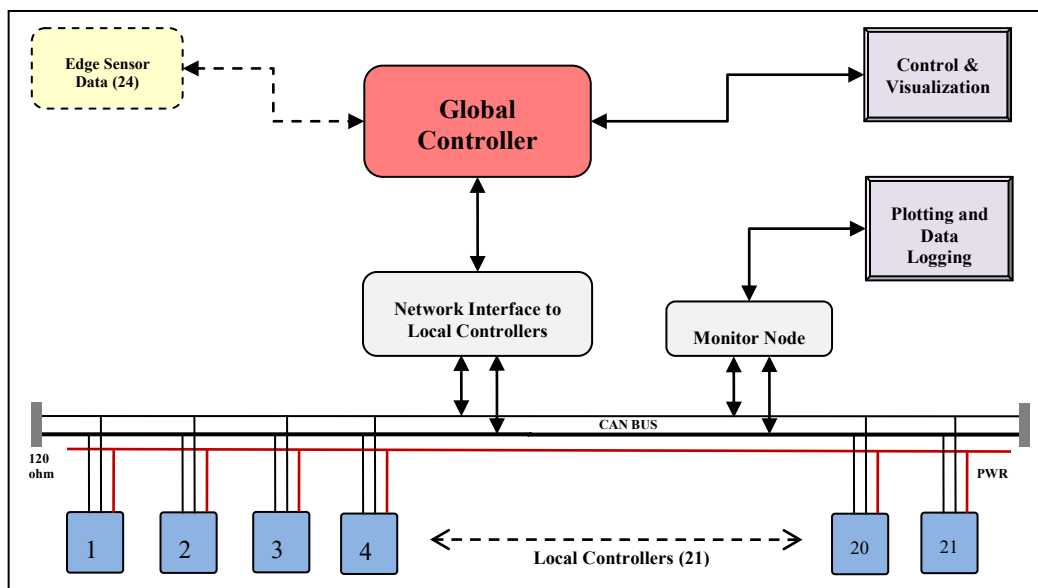 Edge Sensor
Data (24)
Global
Controller
Control &
Visualization
Plotting and
Data
Logging
Network Interface to
Local Controllers
Monitor Node
CAN BUS
120
ohm
PWR
1
2
3
4
20
21
Local Controllers (21)